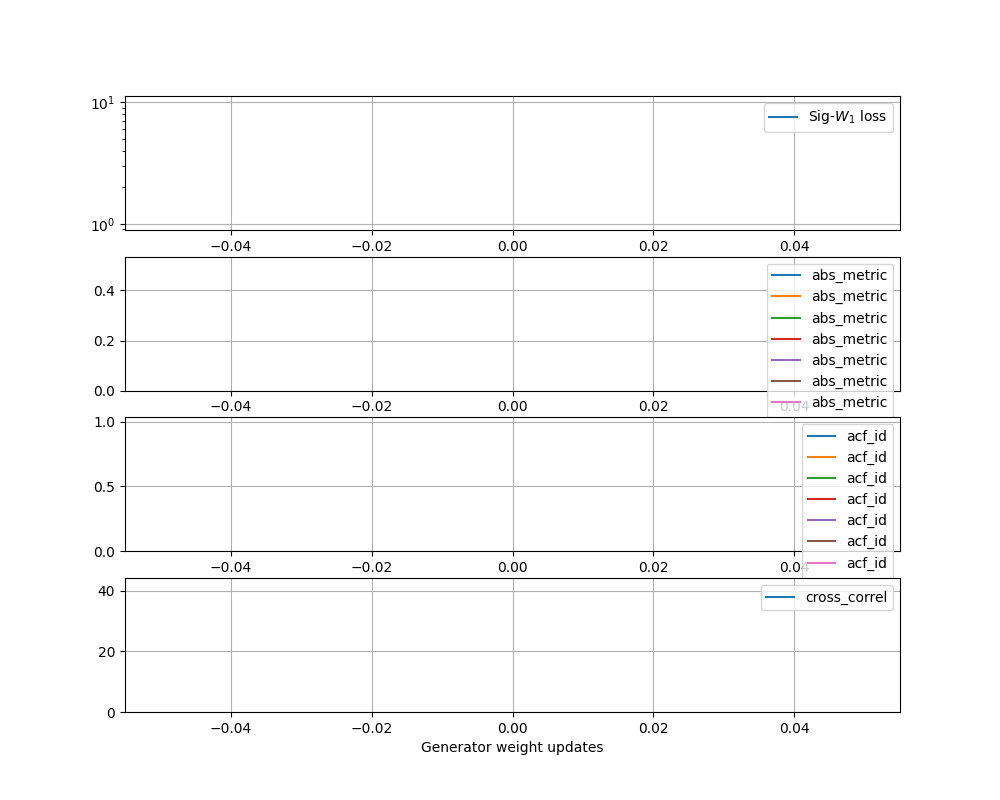 10¹
10⁰
Sig-W₁ loss
−0.04 −0.02 0.00 0.02 0.04
0.4
0.2
0.0
abs_metric
abs_metric
abs_metric
abs_metric
abs_metric
abs_metric
abs_metric
−0.04 −0.02 0.00 0.02 0.04
1.0
0.5
0.0
acf_id
acf_id
acf_id
acf_id
acf_id
acf_id
acf_id
−0.04 −0.02 0.00 0.02 0.04
40
20
0
cross_correl
−0.04 −0.02 0.00 0.02 0.04
Generator weight updates